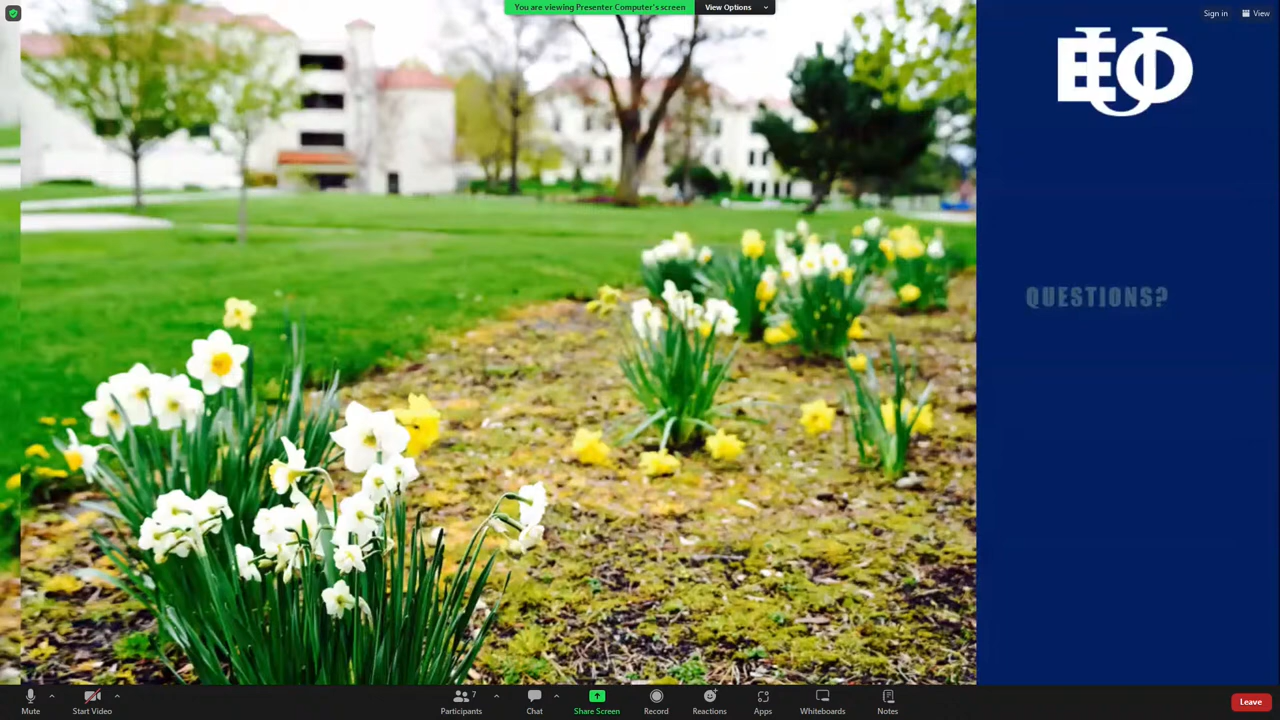 You are viewing Presenter Computer's screen
View Options
Sign in
View
EOU
QUESTIONS?
Mute
Start Video
Participants
7
Chat
Share Screen
Record
Reactions
Apps
Whiteboards
Notes
Leave